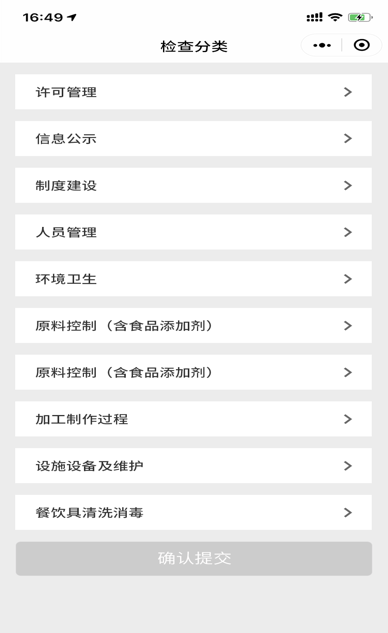 16:49
检查分类
许可管理
信息公示
制度建设
人员管理
环境卫生
原料控制（含食品添加剂）
原料控制（含食品添加剂）
加工制作过程
设施设备及维护
餐饮具清洗消毒
确认提交